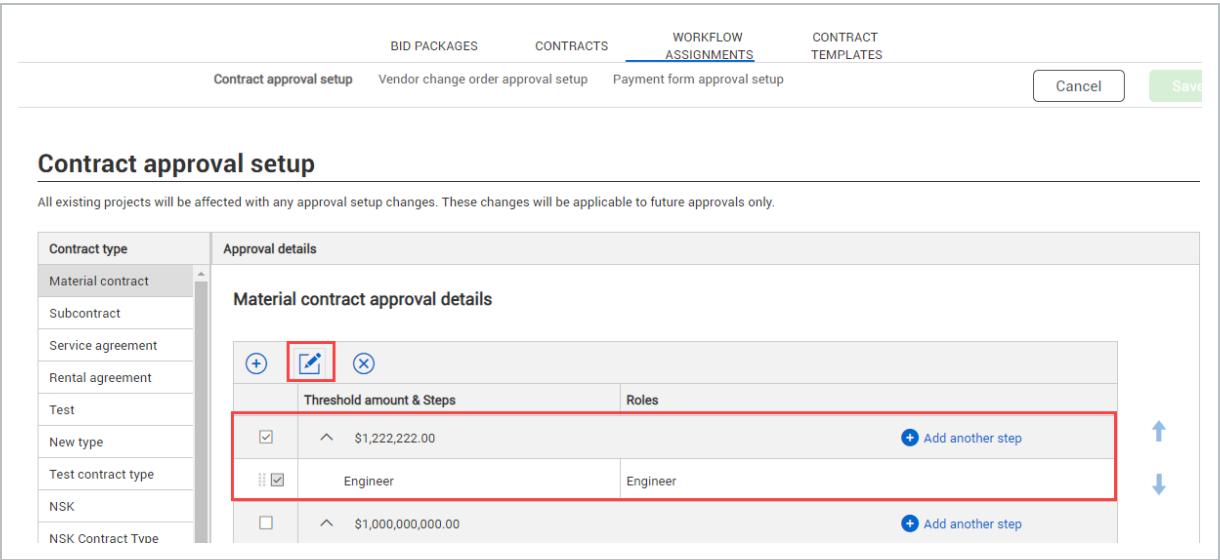 BID PACKAGES
CONTRACTS
WORKFLOW
ASSIGNMENTS
CONTRACT
TEMPLATES
Contract approval setup
Vendor change order approval setup
Payment form approval setup
Cancel
Save
Contract approval setup
All existing projects will be affected with any approval setup changes. These changes will be applicable to future approvals only.
Contract type
Approval details
Material contract
Subcontract
Service agreement
Rental agreement
Test
New type
Test contract type
NSK
NSK Contract Type
Material contract approval details
Threshold amount & Steps
Roles
$1,222,222.00
Add another step
Engineer
Engineer
$1,000,000,000.00
Add another step